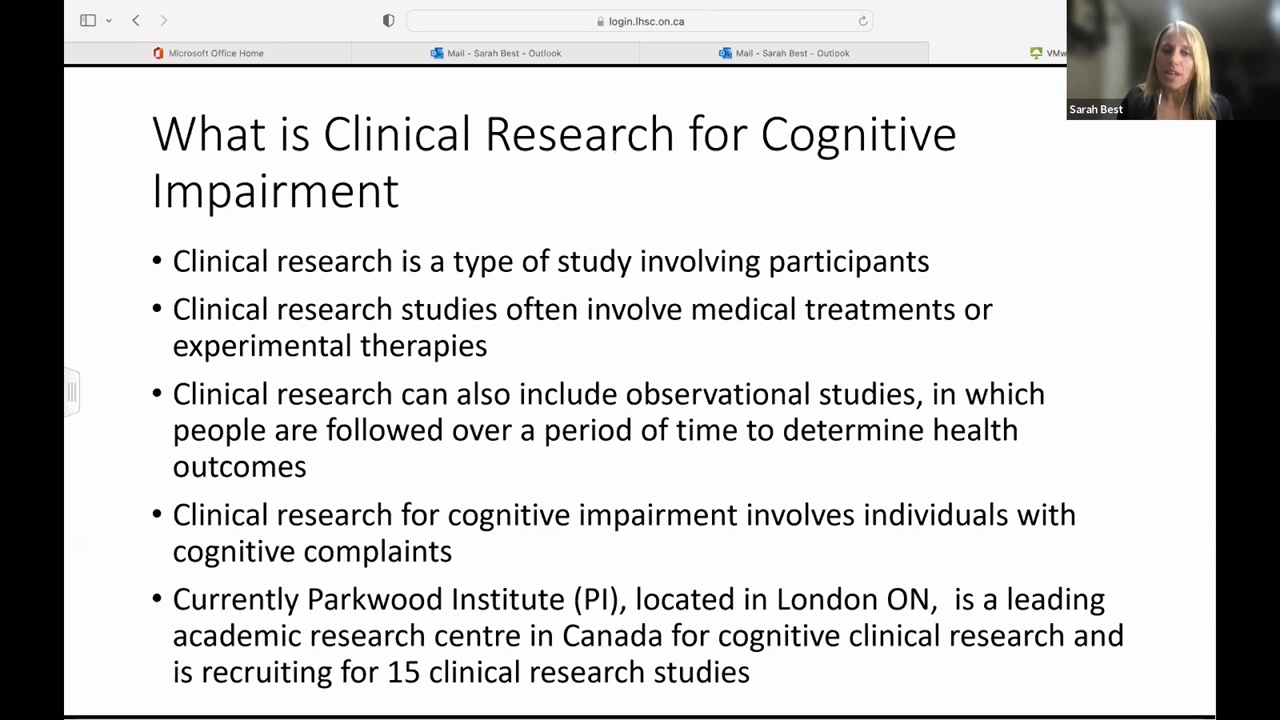 login.lhsc.on.ca
Microsoft Office Home
Mail - Sarah Best - Outlook
Mail - Sarah Best - Outlook
Sarah Best
What is Clinical Research for Cognitive
Impairment
• Clinical research is a type of study involving participants
• Clinical research studies often involve medical treatments or
experimental therapies
• Clinical research can also include observational studies, in which
people are followed over a period of time to determine health
outcomes
• Clinical research for cognitive impairment involves individuals with
cognitive complaints
• Currently Parkwood Institute (PI), located in London ON,  is a leading
academic research centre in Canada for cognitive clinical research and
is recruiting for 15 clinical research studies